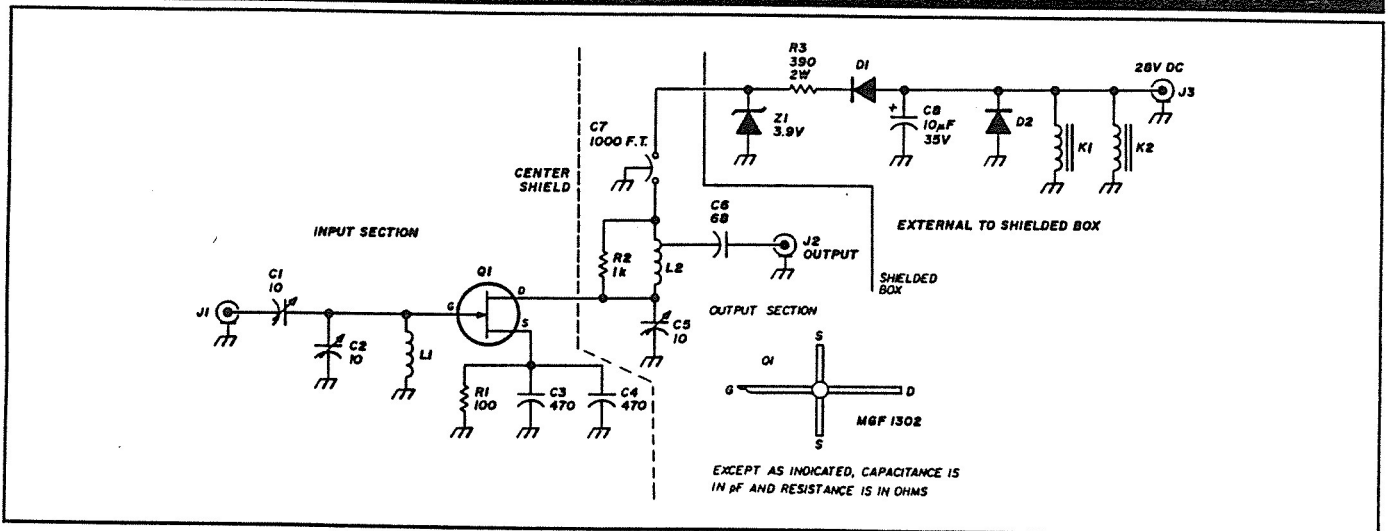 R3
390
2W
D1
28V DC
J3
C7
1000 F.T.
Z1
3.9V
+
C8
10µF
35V
D2
K1
K2
CENTER
SHIELD
C6
68
J2
OUTPUT
EXTERNAL TO SHIELDED BOX
INPUT SECTION
R2
1k
L2
SHIELDED
BOX
C1
10
Q1
D
G
S
J1
C5
10
OUTPUT SECTION
C2
10
L1
R1
100
C3
470
C4
470
Q1
S
G
D
MGF 1302
S
EXCEPT AS INDICATED, CAPACITANCE IS
IN pF AND RESISTANCE IS IN OHMS